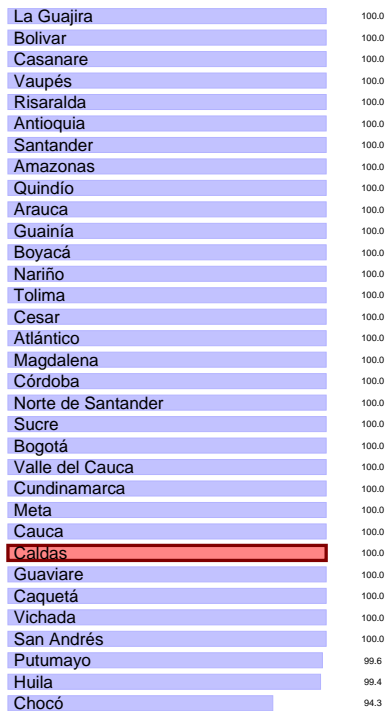 La Guajira 100.0
Bolivar 100.0
Casanare 100.0
Vaupés 100.0
Risaralda 100.0
Antioquia 100.0
Santander 100.0
Amazonas 100.0
Quindío 100.0
Arauca 100.0
Guainía 100.0
Boyacá 100.0
Nariño 100.0
Tolima 100.0
Cesar 100.0
Atlántico 100.0
Magdalena 100.0
Córdoba 100.0
Norte de Santander 100.0
Sucre 100.0
Bogotá 100.0
Valle del Cauca 100.0
Cundinamarca 100.0
Meta 100.0
Cauca 100.0
Caldas 100.0
Guaviare 100.0
Caquetá 100.0
Vichada 100.0
San Andrés 100.0
Putumayo 99.6
Huila 99.4
Chocó 94.3